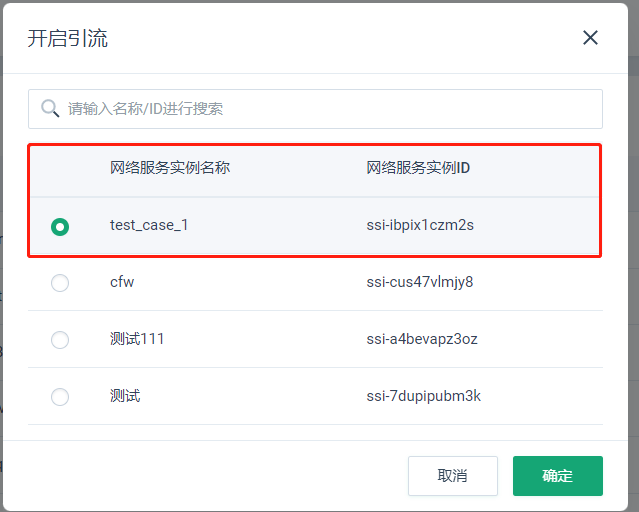 开启引流
请输入名称/ID进行搜索
网络服务实例名称 网络服务实例ID
test_case_1 ssi-ibpix1czm2s
cfw ssi-cus47vlmjy8
测试111 ssi-a4bevapz3oz
测试 ssi-7dupipubm3k
取消 确定